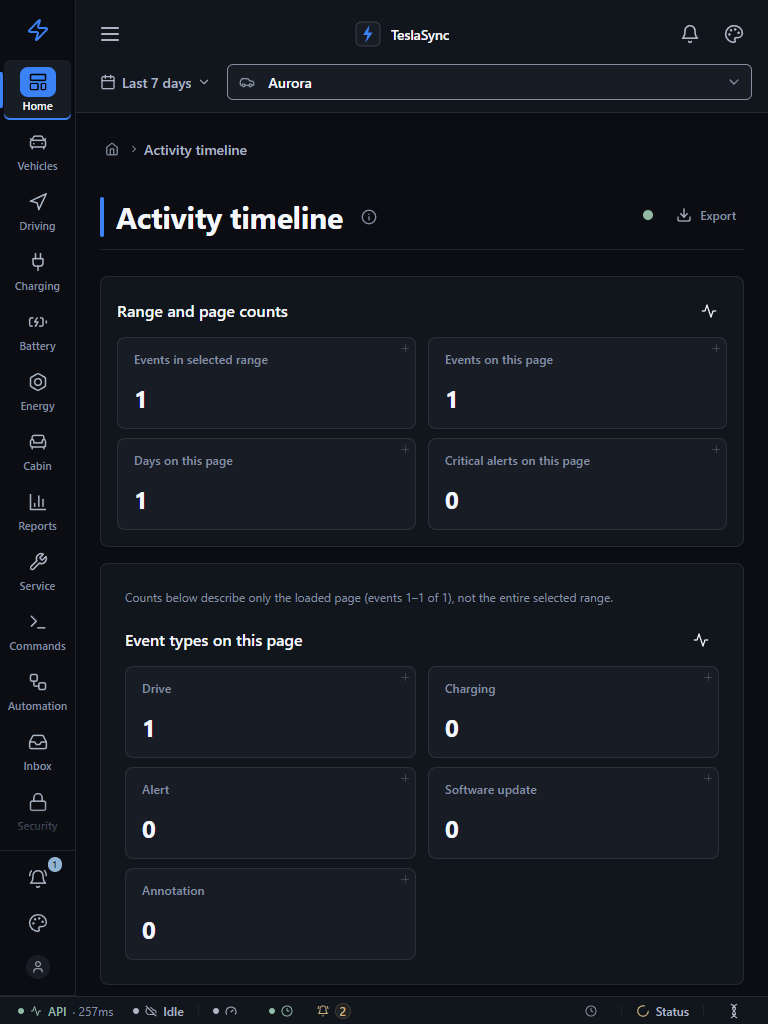 TeslaSync
Last 7 days
Aurora
Home
Vehicles
Driving
Charging
Battery
Energy
Cabin
Reports
Service
Commands
Automation
Inbox
Security
1
Activity timeline
Activity timeline
Export
Range and page counts
Events in selected range
1
Events on this page
1
Days on this page
1
Critical alerts on this page
0
Counts below describe only the loaded page (events 1–1 of 1), not the entire selected range.
Event types on this page
Drive
1
Charging
0
Alert
0
Software update
0
Annotation
0
API · 257ms
Idle
2
Status